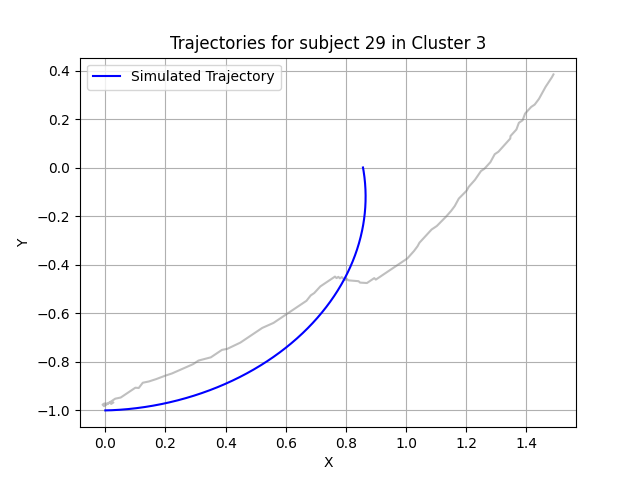 Trajectories for subject 29 in Cluster 3
Simulated Trajectory
Y
0.4
0.2
0.0
−0.2
−0.4
−0.6
−0.8
−1.0
0.0 0.2 0.4 0.6 0.8 1.0 1.2 1.4
X